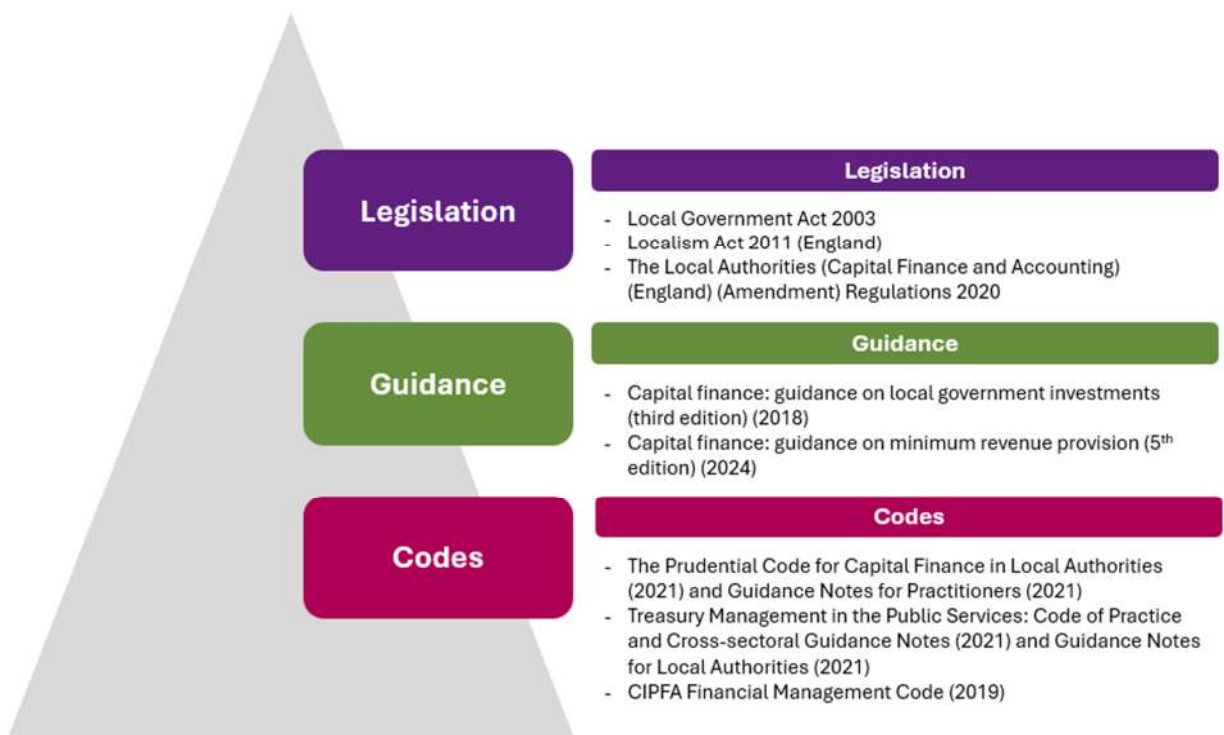 Legislation
Legislation
- Local Government Act 2003
- Localism Act 2011 (England)
- The Local Authorities (Capital Finance and Accounting)
(England) (Amendment) Regulations 2020
Guidance
Guidance
- Capital finance: guidance on local government investments
(third edition) (2018)
- Capital finance: guidance on minimum revenue provision (5th
edition) (2024)
Codes
Codes
- The Prudential Code for Capital Finance in Local Authorities
(2021) and Guidance Notes for Practitioners (2021)
- Treasury Management in the Public Services: Code of Practice
and Cross-sectoral Guidance Notes (2021) and Guidance Notes
for Local Authorities (2021)
- CIPFA Financial Management Code (2019)